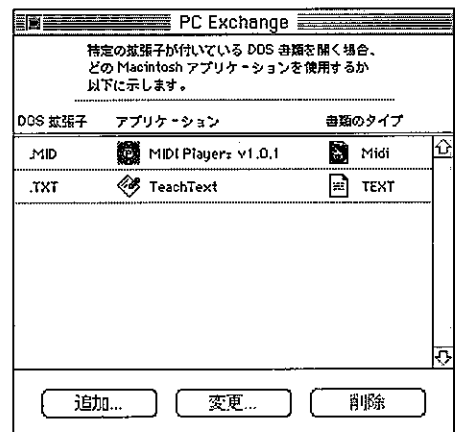 PC Exchange
特定の拡張子が付いている DOS 書類を開く場合、
どの Macintosh アプリケーションを使用するか
以下に示します。
DOS 拡張子 アプリケーション 書類のタイプ
.MID MIDI Player: v1.0.1 Midi
.TXT TeachText TEXT
追加... 変更... 削除